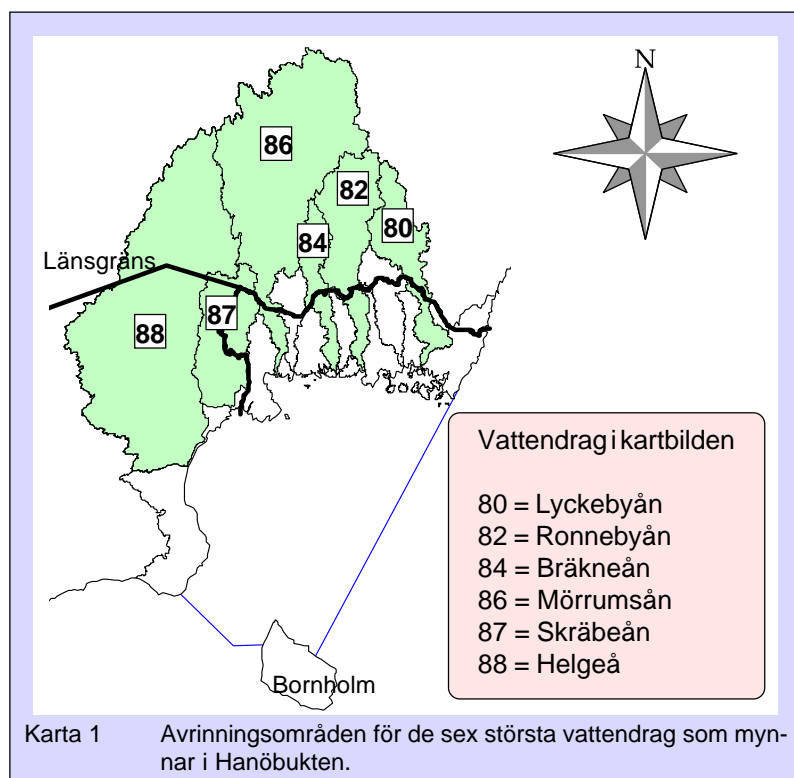 N
86
82
80
84
Länsgräns
87
88
Vattendrag i kartbilden
80 = Lyckebyån
82 = Ronnebyån
84 = Bräkneån
86 = Mörrumsån
87 = Skräbeån
88 = Helgeå
Bornholm
Karta 1 Avrinningsområden för de sex största vattendrag som myn-
nar i Hanöbukten.